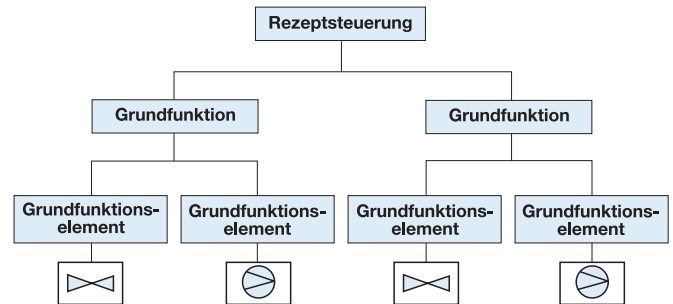 Rezeptsteuerung
Grundfunktion
Grundfunktion
Grundfunktions-
element
Grundfunktions-
element
Grundfunktions-
element
Grundfunktions-
element